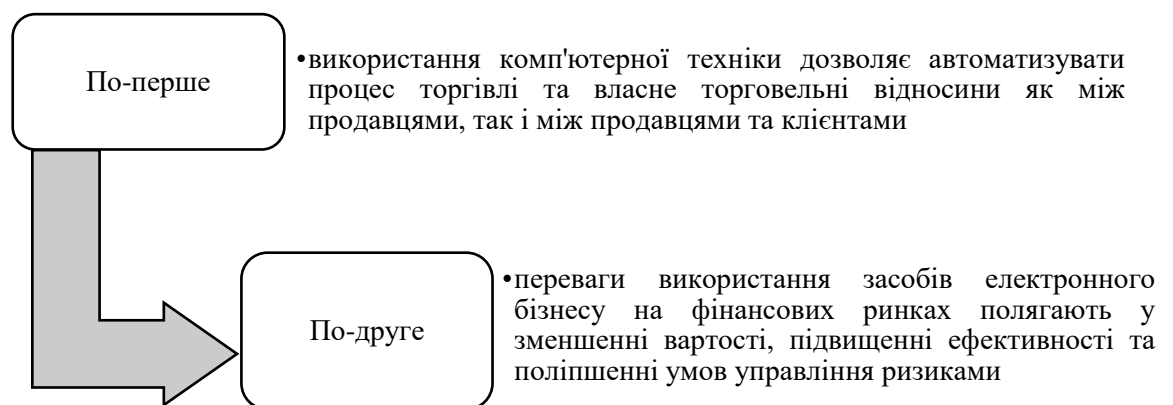 По-перше
•використання комп'ютерної техніки дозволяє автоматизувати
процес торгівлі та власне торговельні відносини як між
продавцями, так і між продавцями та клієнтами
По-друге
•переваги використання засобів електронного
бізнесу на фінансових ринках полягають у
зменшенні вартості, підвищенні ефективності та
поліпшенні умов управління ризиками